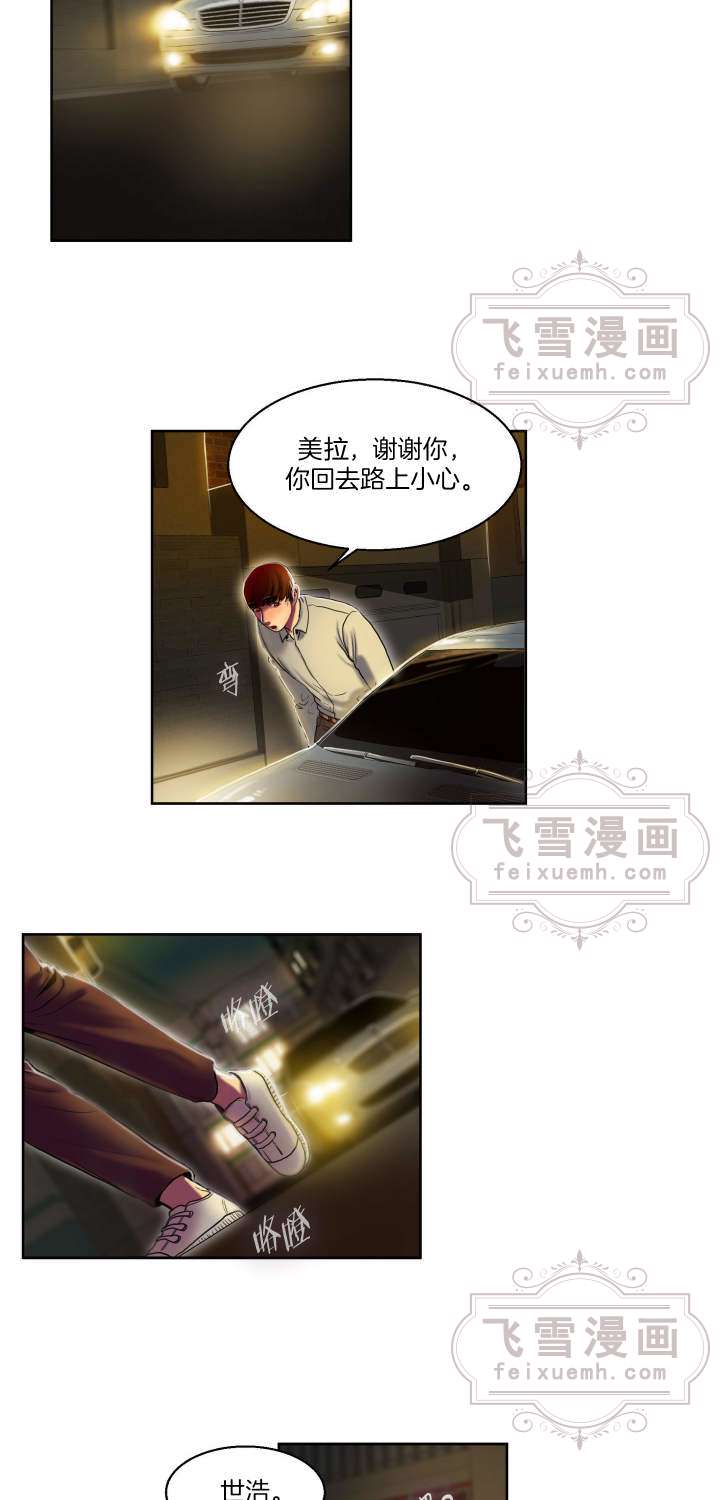 飞雪漫画
feixuemh.com
美拉，谢谢你，
你回去路上小心。
弯
飞雪漫画
feixuemh.com
咯噔
咯噔
飞雪漫画
feixuemh.com
世浩。